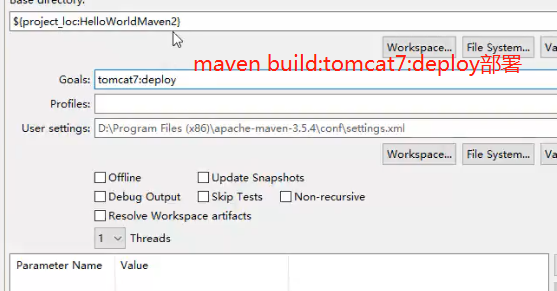 Base directory:
${project_loc:HelloWorldMaven2}
Workspace... File System...
maven build:tomcat7:deploy部署
Goals: tomcat7:deploy
Profiles:
User settings: D:\Program Files (x86)\apache-maven-3.5.4\conf\settings.xml
Workspace... File System...
Offline Update Snapshots
Debug Output Skip Tests Non-recursive
Resolve Workspace artifacts
1 Threads
Parameter Name Value